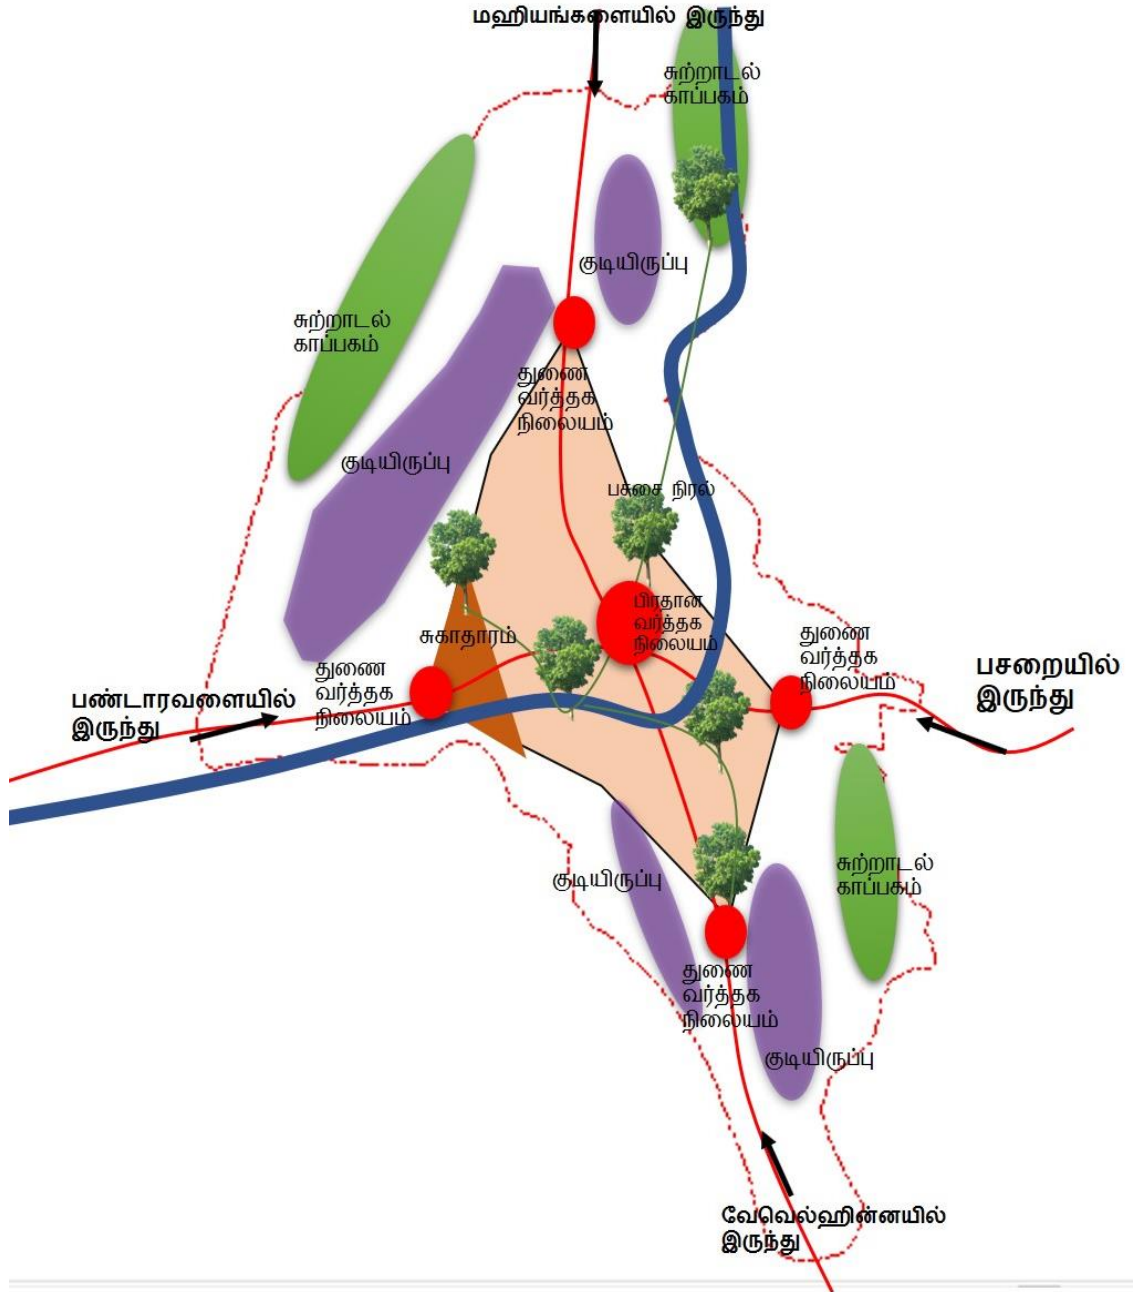 மஹியங்களையில் இருந்து
சுற்றாடல்
காப்பகம்
குடியிருப்பு
சுற்றாடல்
காப்பகம்
துணை
வர்த்தக
நிலையம்
குடியிருப்பு
பசுசை நிரல்
பிரதான
வர்த்தக
நிலையம்
சுகாதாரம்
துணை
வர்த்தக
நிலையம்
துணை
வர்த்தக
நிலையம்
பசறையில்
இருந்து
பண்டாரவளையில்
இருந்து
சுற்றாடல்
காப்பகம்
குடியிருப்பு
துணை
வர்த்தக
நிலையம்
குடியிருப்பு
வேவெல்ஹின்னயில்
இருந்து